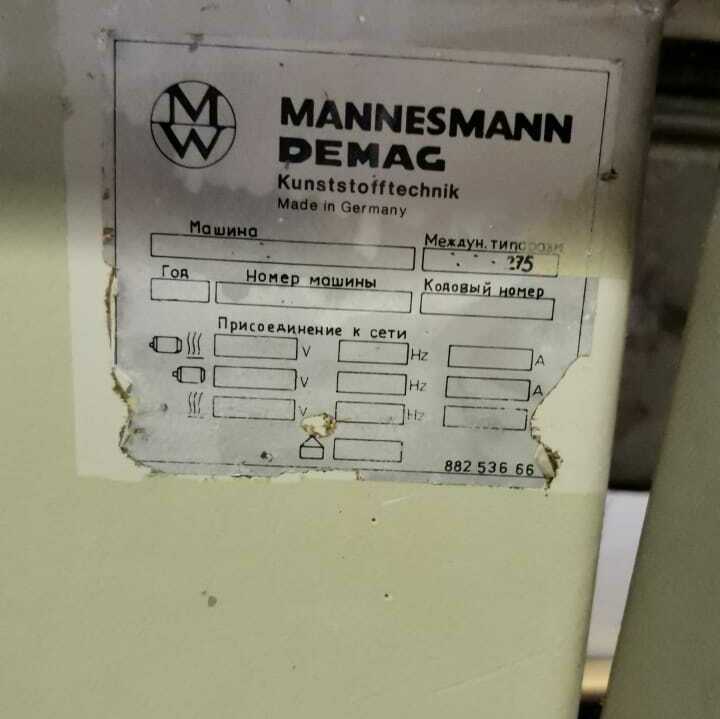 MW
MANNESMANN
DEMAG
Kunststofftechnik
Made in Germany
Машина Междун. типоразм
275
Год Номер машины Кодовый номер
Присоединение к сети
V Hz A
V Hz A
V Hz
882 536 66